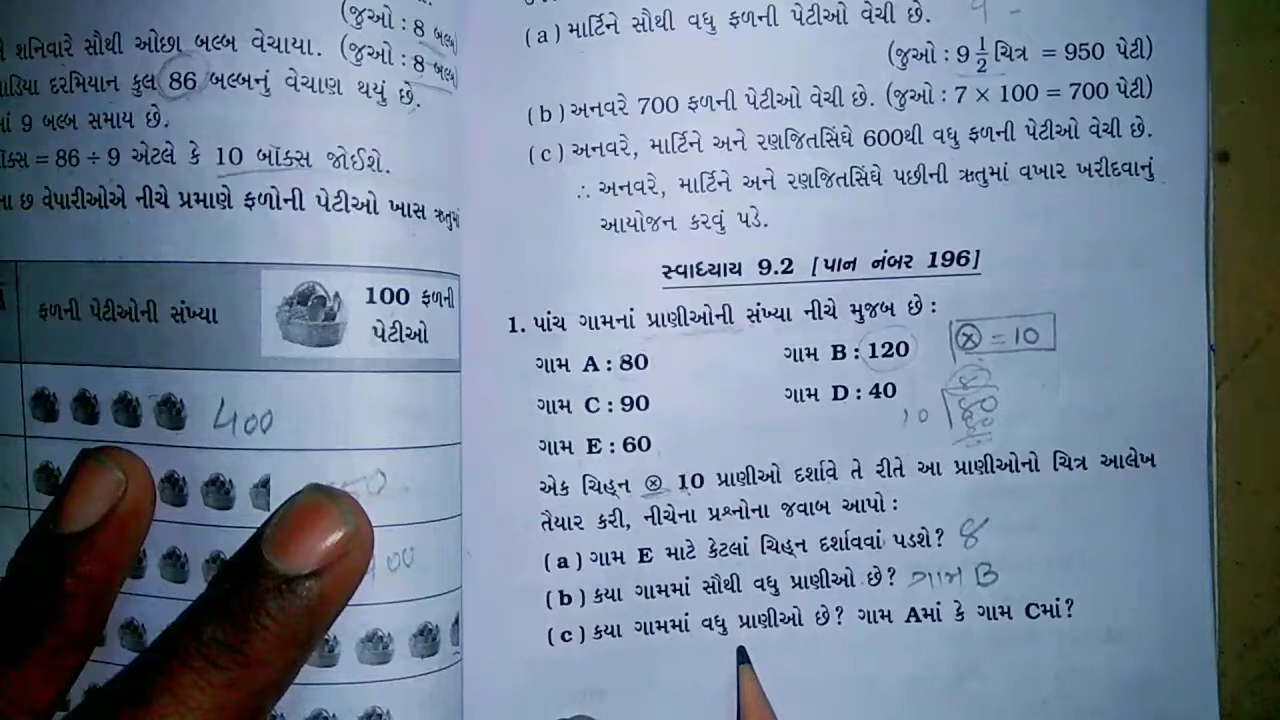 (જુઓ : 8 બલ્બ)
શનિવારે સૌથી ઓછા બલ્બ વેચાયા. (જુઓ : 8 બલ્બ)
દરમિયાન કુલ 86 બલ્બનું વેચાણ થયું છે.
9 બલ્બ સમાય છે.
= 86 ÷ 9 એટલે કે 10 બૉક્સ જોઈશે.
છ વેપારીઓએ નીચે પ્રમાણે ફળોની પેટીઓ ખાસ ઋતુમાં
ફળની પેટીઓની સંખ્યા
100 ફળની
પેટીઓ
400
(a) માર્ટિને સૌથી વધુ ફળની પેટીઓ વેચી છે.
(જુઓ : 9 1/2 ચિત્ર = 950 પેટી)
(b) અનવરે 700 ફળની પેટીઓ વેચી છે. (જુઓ : 7 × 100 = 700 પેટી)
(c) અનવરે, માર્ટિને અને રણજિતસિંઘે 600થી વધુ ફળની પેટીઓ વેચી છે.
∴ અનવરે, માર્ટિને અને રણજિતસિંઘે પછીની ઋતુમાં વખાર ખરીદવાનું
આયોજન કરવું પડે.
સ્વાધ્યાય 9.2 [પાન નંબર 196]
1. પાંચ ગામનાં પ્રાણીઓની સંખ્યા નીચે મુજબ છે :
ગામ A : 80 ગામ B : 120 ⊗ = 10
ગામ C : 90 ગામ D : 40
ગામ E : 60
એક ચિહ્ન ⊗ 10 પ્રાણીઓ દર્શાવે તે રીતે આ પ્રાણીઓનો ચિત્ર આલેખ
તૈયાર કરી, નીચેના પ્રશ્નોના જવાબ આપો :
(a) ગામ E માટે કેટલાં ચિહ્ન દર્શાવવાં પડશે? 8
(b) કયા ગામમાં સૌથી વધુ પ્રાણીઓ છે? ગામ B
(c) કયા ગામમાં વધુ પ્રાણીઓ છે? ગામ Aમાં કે ગામ Cમાં?